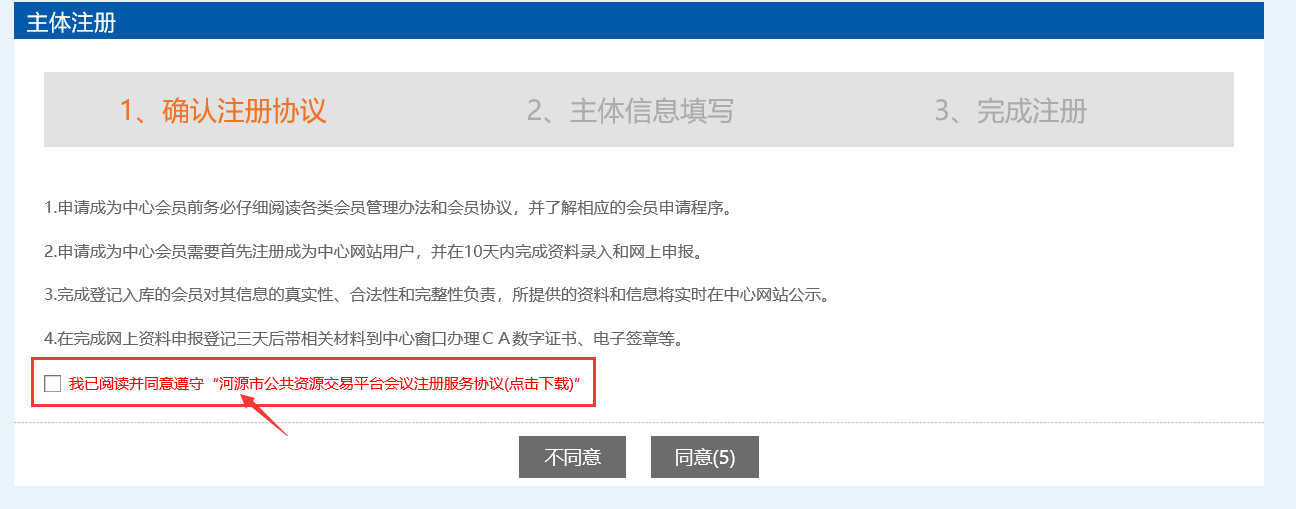 主体注册
1、确认注册协议
2、主体信息填写
3、完成注册
1.申请成为中心会员前务必仔细阅读各类会员管理办法和会员协议，并了解相应的会员申请程序。
2.申请成为中心会员需要首先注册成为中心网站用户，并在10天内完成资料录入和网上申报。
3.完成登记入库的会员对其信息的真实性、合法性和完整性负责，所提供的资料和信息将实时在中心网站公示。
4.在完成网上资料申报登记三天后带相关材料到中心窗口办理ＣＡ数字证书、电子签章等。
我已阅读并同意遵守“河源市公共资源交易平台会议注册服务协议(点击下载)”
不同意
同意(5)